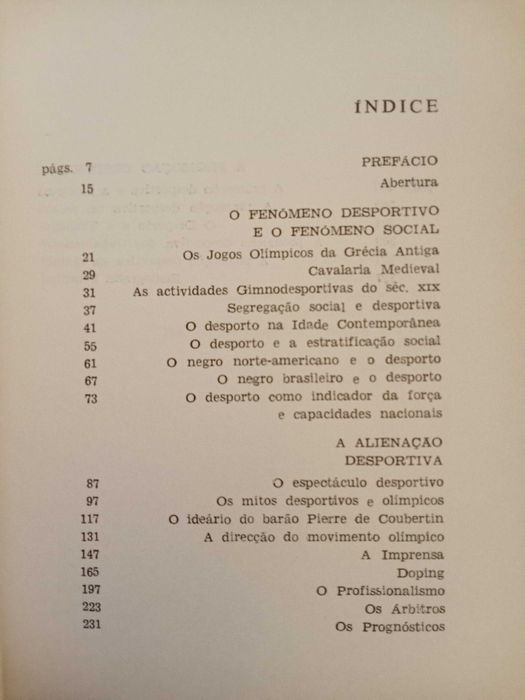 ÍNDICE
págs. 7 PREFÁCIO
15 Abertura
O FENÓMENO DESPORTIVO
E O FENÓMENO SOCIAL
21 Os Jogos Olímpicos da Grécia Antiga
29 Cavalaria Medieval
31 As actividades Gimnodesportivas do séc. XIX
37 Segregação social e desportiva
41 O desporto na Idade Contemporânea
55 O desporto e a estratificação social
61 O negro norte-americano e o desporto
67 O negro brasileiro e o desporto
73 O desporto como indicador da força
e capacidades nacionais
A ALIENAÇÃO
DESPORTIVA
87 O espectáculo desportivo
97 Os mitos desportivos e olímpicos
117 O ideário do barão Pierre de Coubertin
131 A direcção do movimento olímpico
147 A Imprensa
165 Doping
197 O Profissionalismo
223 Os Árbitros
231 Os Prognósticos